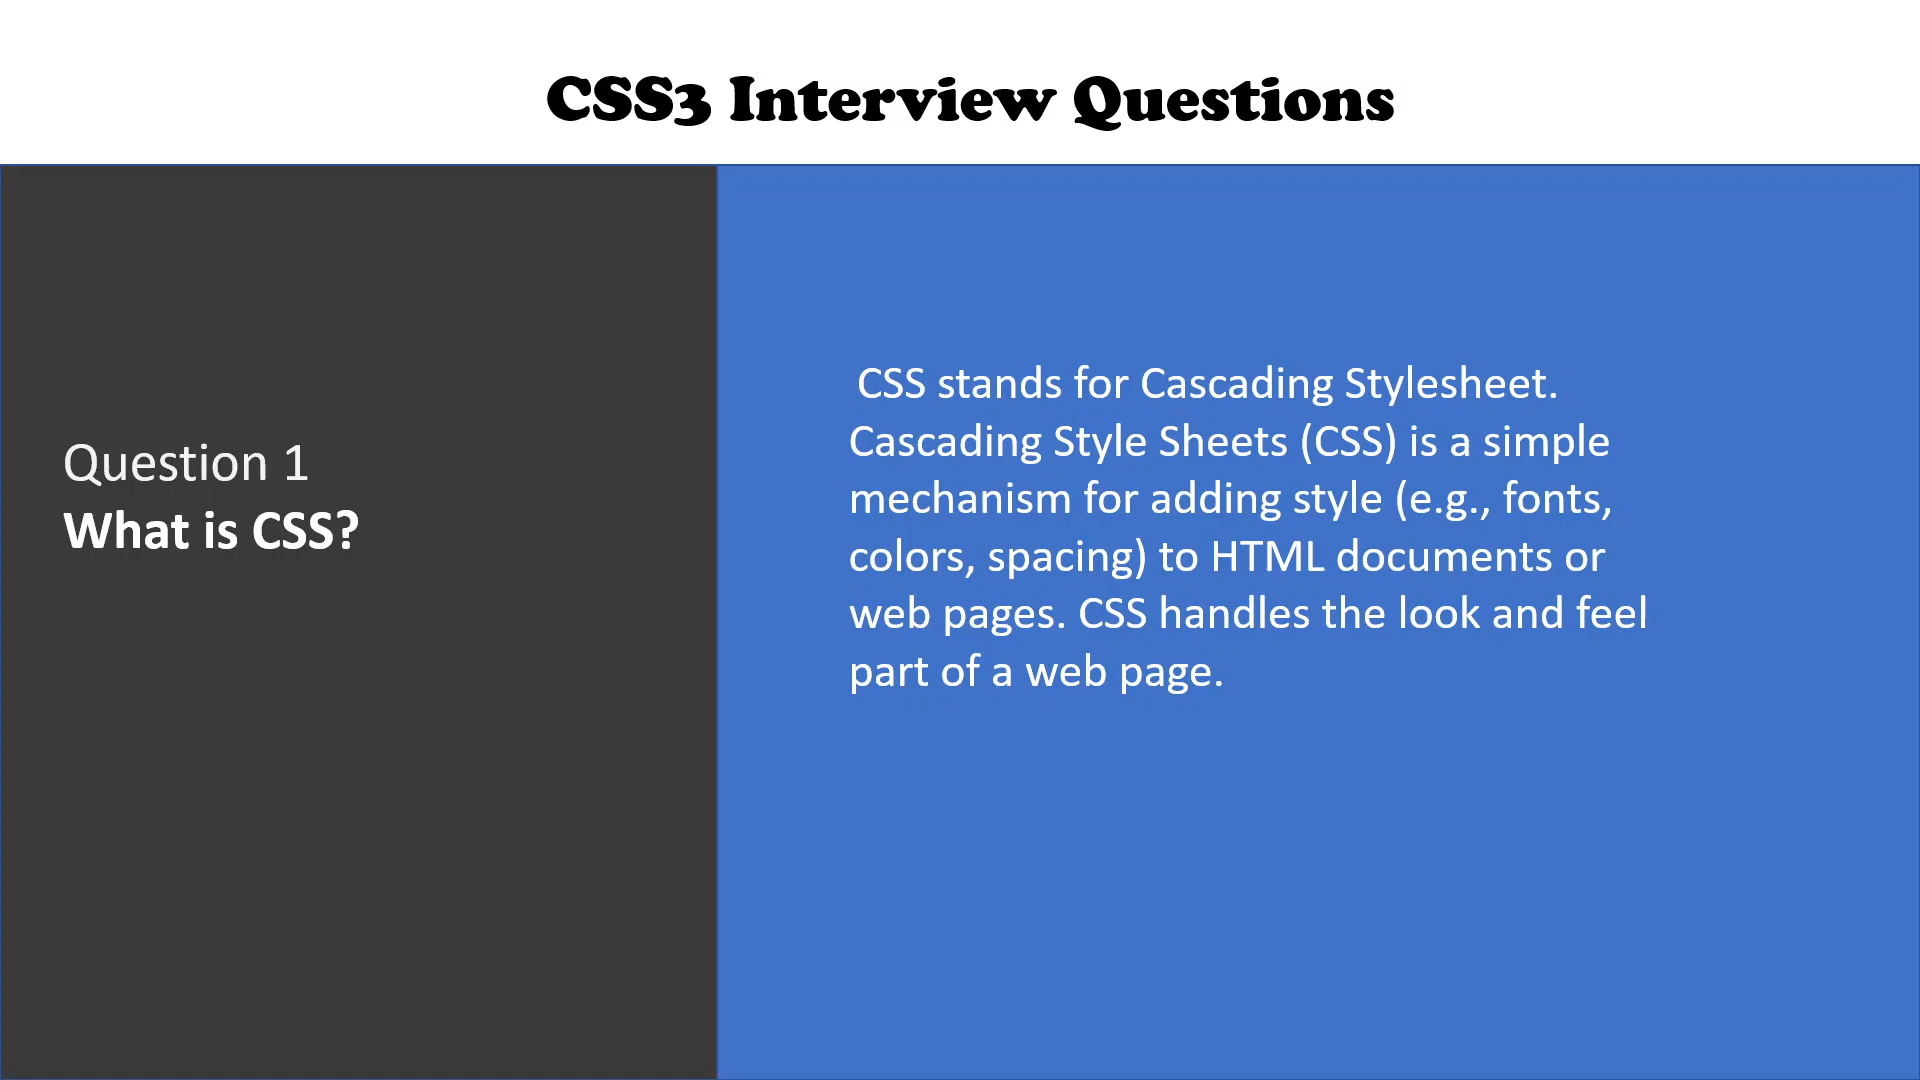 CSS3 Interview Questions
Question 1
What is CSS?
CSS stands for Cascading Stylesheet.
Cascading Style Sheets (CSS) is a simple
mechanism for adding style (e.g., fonts,
colors, spacing) to HTML documents or
web pages. CSS handles the look and feel
part of a web page.